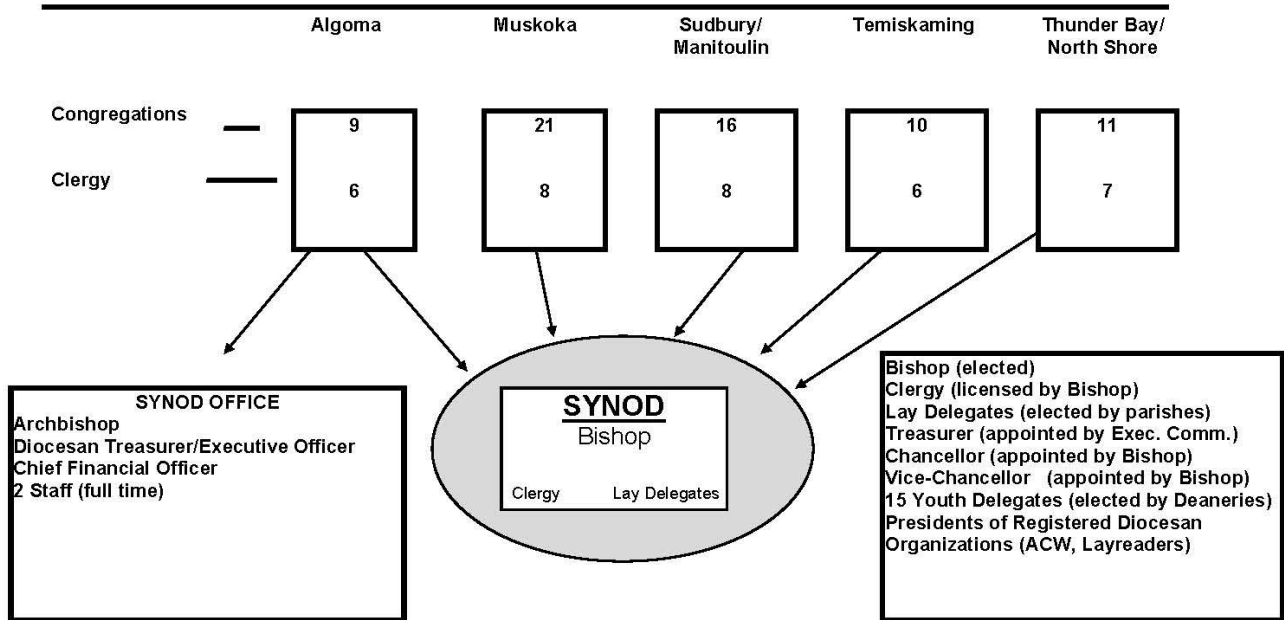 Algoma Muskoka Sudbury/ Temiskaming Thunder Bay/
Manitoulin North Shore
Congregations 9 21 16 10 11
Clergy 6 8 8 6 7
SYNOD OFFICE
Archbishop
Diocesan Treasurer/Executive Officer
Chief Financial Officer
2 Staff (full time)
SYNOD
Bishop
Clergy Lay Delegates
Bishop (elected)
Clergy (licensed by Bishop)
Lay Delegates (elected by parishes)
Treasurer (appointed by Exec. Comm.)
Chancellor (appointed by Bishop)
Vice-Chancellor (appointed by Bishop)
15 Youth Delegates (elected by Deaneries)
Presidents of Registered Diocesan
Organizations (ACW, Layreaders)